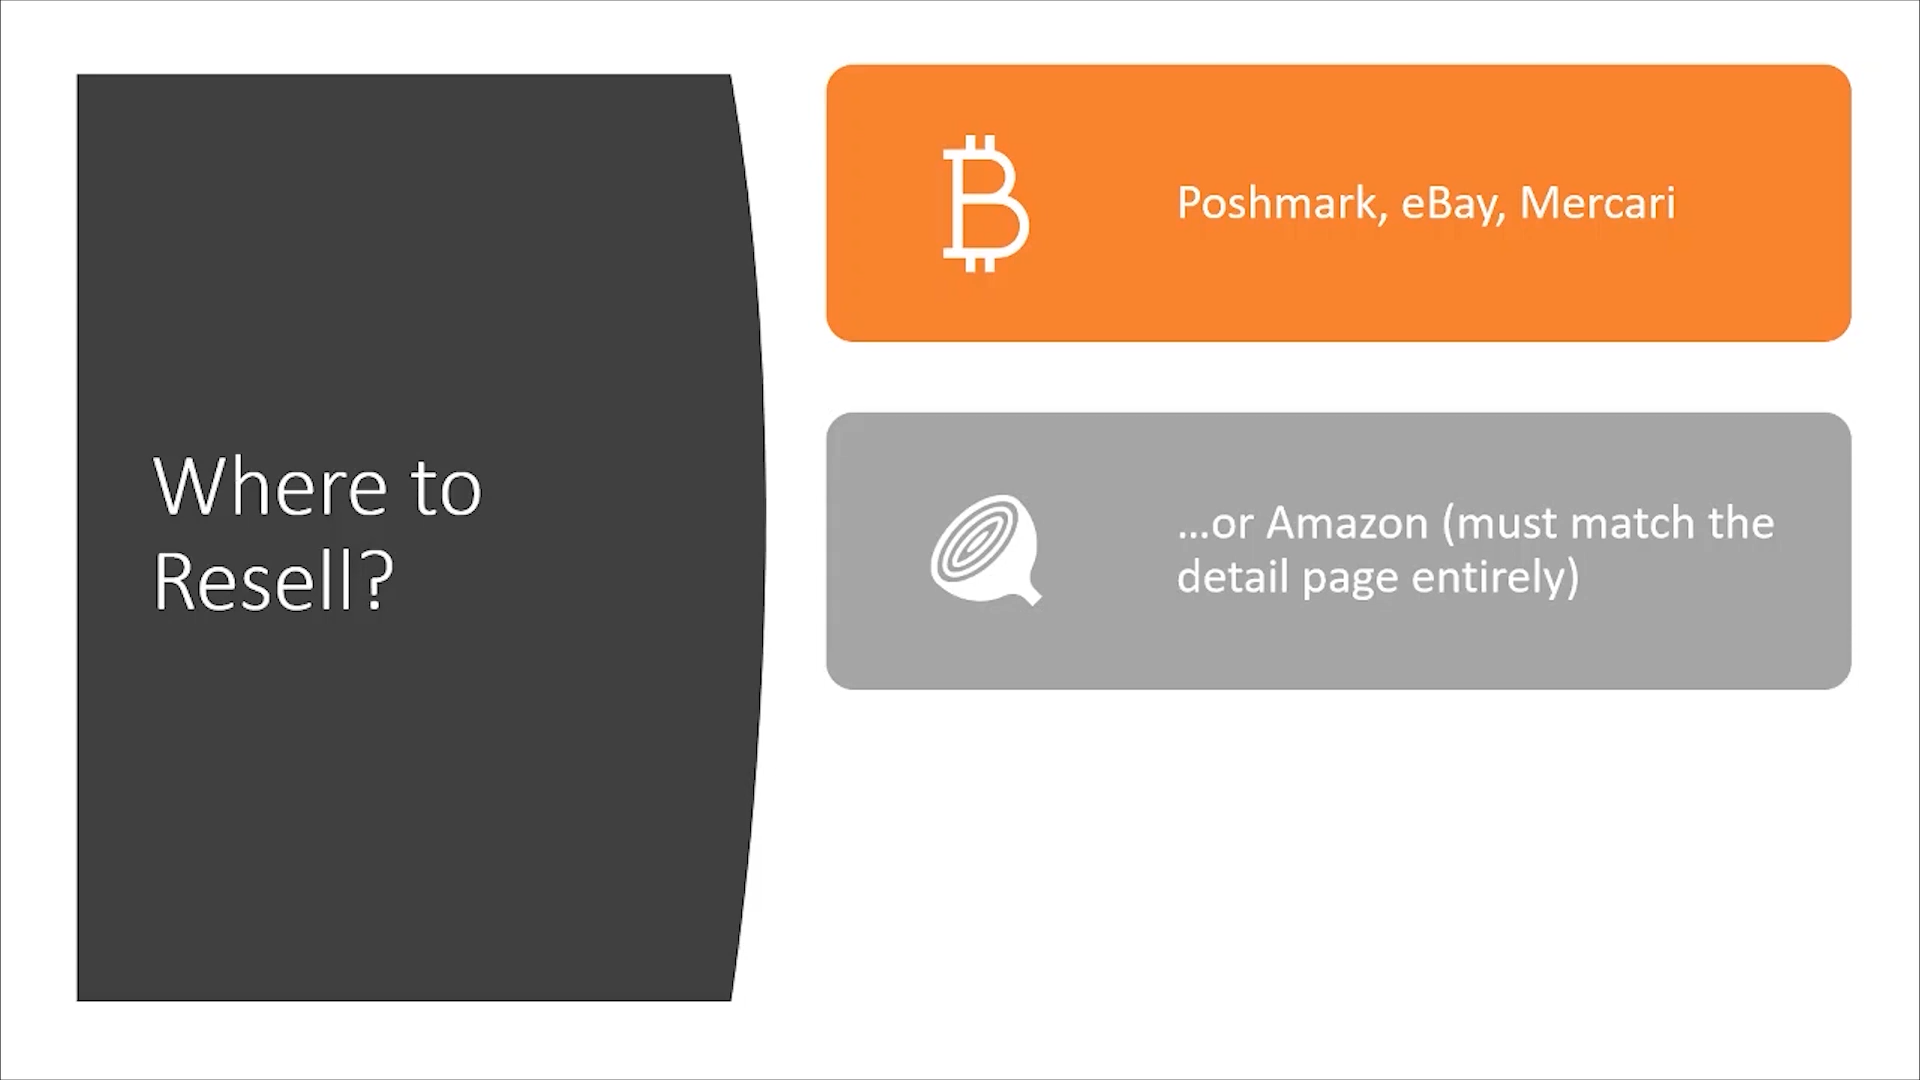 Where to
Resell?
Poshmark, eBay, Mercari
...or Amazon (must match the
detail page entirely)